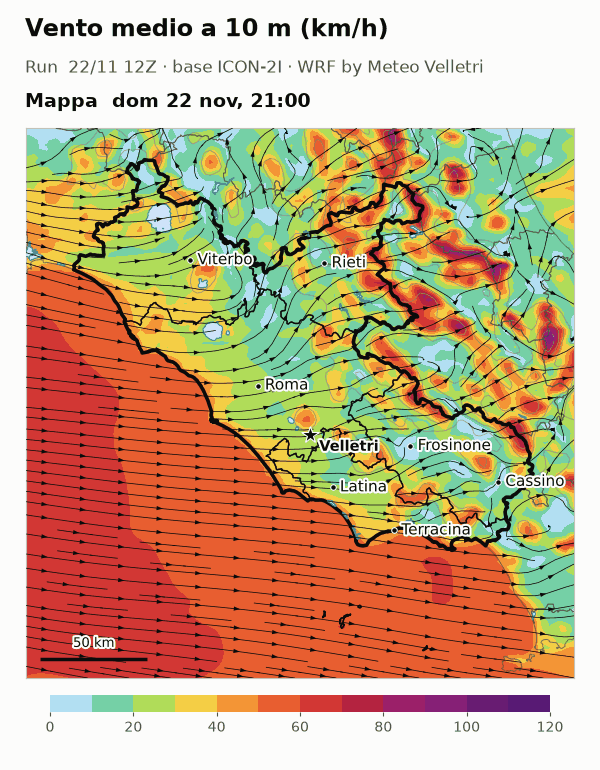 Vento medio a 10 m (km/h)
Run 22/11 12Z · base ICON-2I · WRF by Meteo Velletri
Mappa dom 22 nov, 21:00
Viterbo
Rieti
Roma
Velletri
Frosinone
Latina
Cassino
Terracina
50 km
0 20 40 60 80 100 120